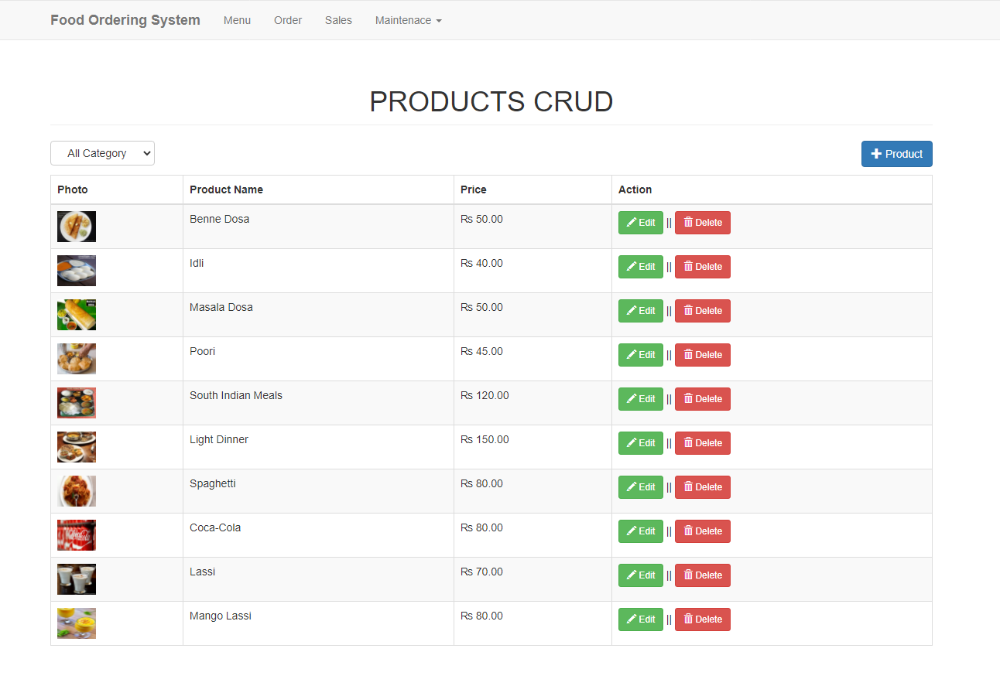 Food Ordering System Menu Order Sales Maintenace
PRODUCTS CRUD
All Category Product
Photo Product Name Price Action
Benne Dosa Rs 50.00 Edit || Delete
Idli Rs 40.00 Edit || Delete
Masala Dosa Rs 50.00 Edit || Delete
Poori Rs 45.00 Edit || Delete
South Indian Meals Rs 120.00 Edit || Delete
Light Dinner Rs 150.00 Edit || Delete
Spaghetti Rs 80.00 Edit || Delete
Coca-Cola Rs 80.00 Edit || Delete
Lassi Rs 70.00 Edit || Delete
Mango Lassi Rs 80.00 Edit || Delete